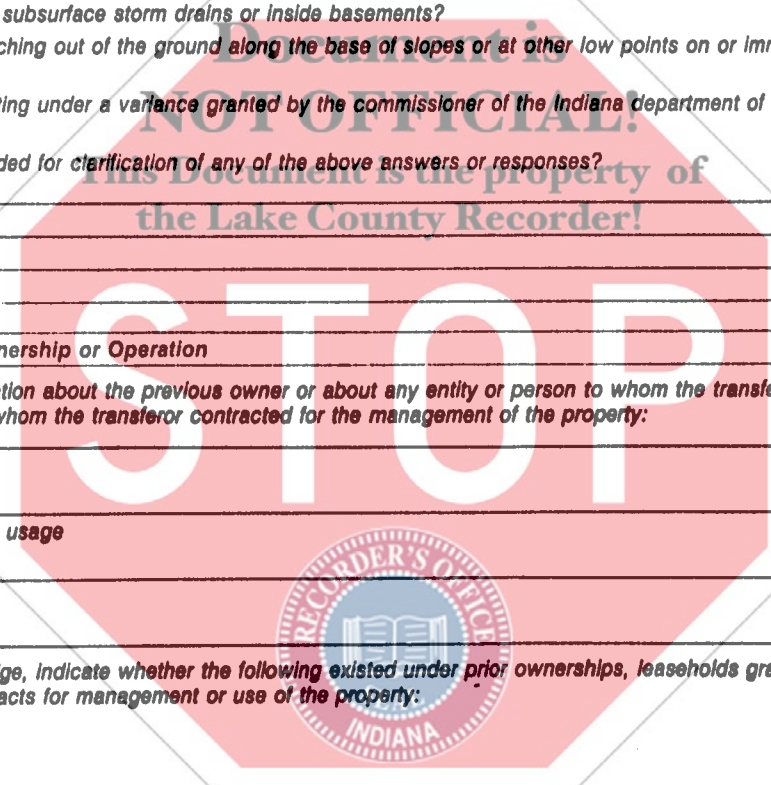 subsurface storm drains or inside basements?
Document is
ching out of the ground along the base of slopes or at other low points on or imm
ting under a variance granted by the commissioner of the Indiana department of
NOT OFFICIAL!
ded for clarification of any of the above answers or responses?
This Document is the property of
the Lake County Recorder!
STOP
nership or Operation
tion about the previous owner or about any entity or person to whom the transfe
whom the transferor contracted for the management of the property:
usage
RECORDER'S OFFICE
ge, indicate whether the following existed under prior ownerships, leaseholds gra
acts for management or use of the property:
INDIANA